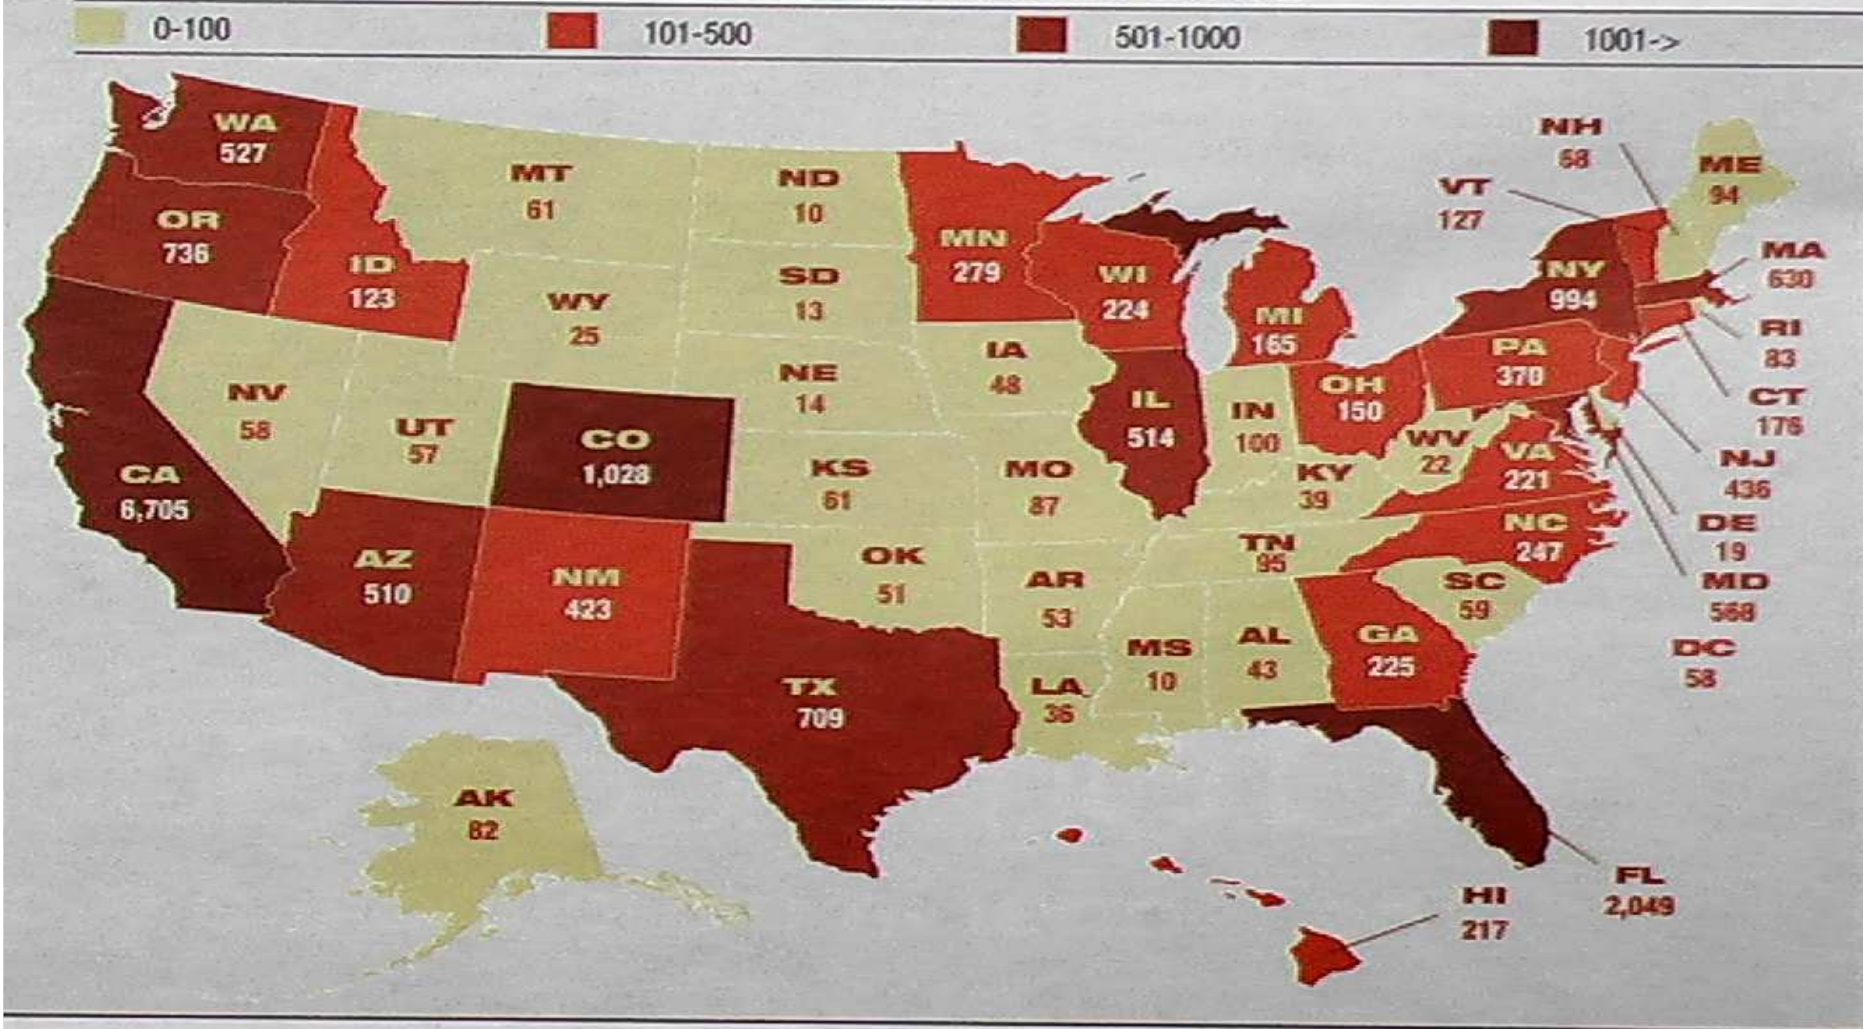 0-100
101-500
501-1000
1001->
WA
527
OR
736
CA
6,705
ID
123
NV
58
MT
61
WY
25
UT
57
AZ
510
CO
1,028
NM
423
ND
10
SD
13
NE
14
KS
61
OK
51
TX
709
MN
279
IA
48
MO
87
AR
53
LA
36
WI
224
IL
514
MI
165
IN
100
OH
150
KY
39
TN
95
MS
10
AL
43
GA
225
SC
59
NC
247
VA
221
WV
22
PA
370
NY
994
VT
127
NH
68
ME
94
MA
630
RI
83
CT
176
NJ
436
DE
19
MD
568
DC
58
FL
2,049
HI
217
AK
82